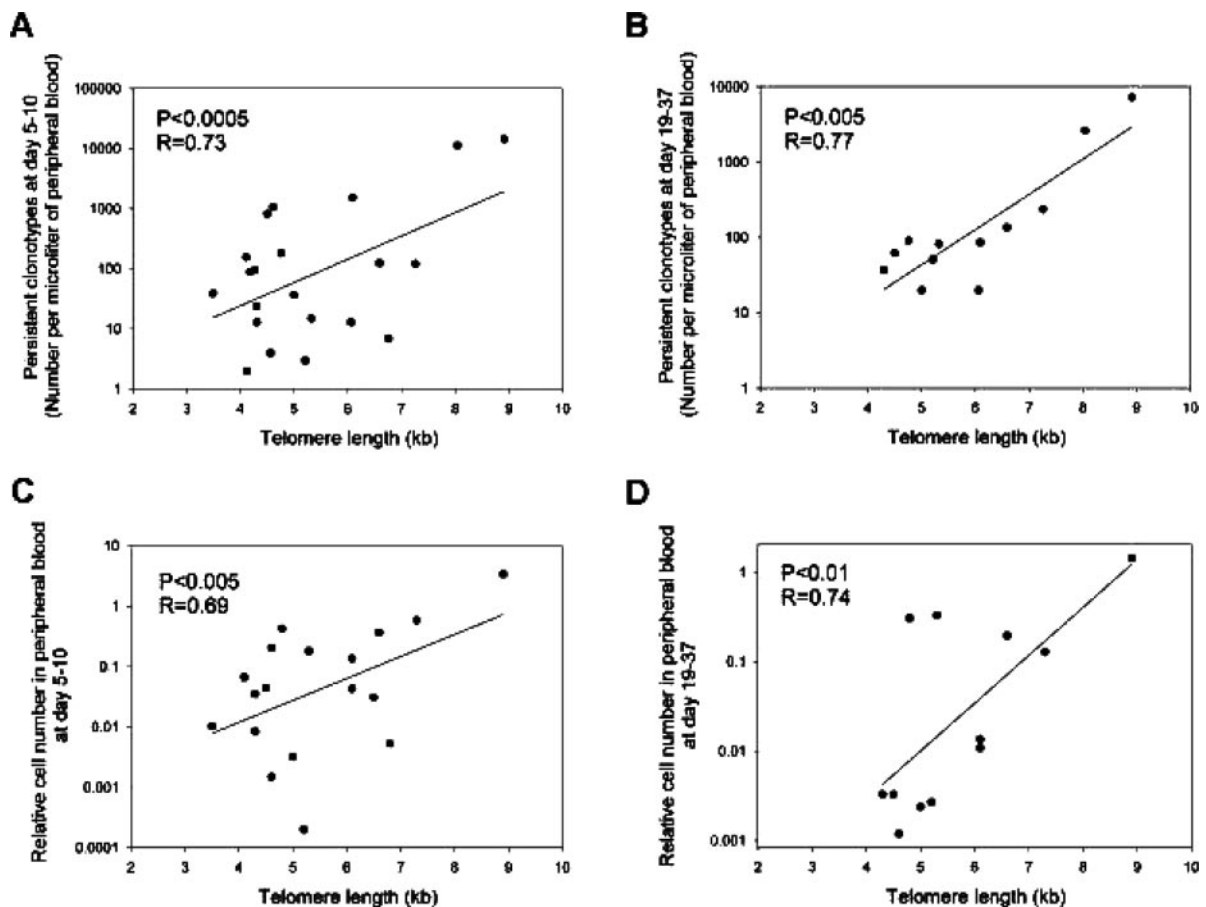 A
Persistent clonotypes at day 5-10
(Number per microliter of peripheral blood)
100000
10000
1000
100
10
1
P<0.0005
R=0.73
2 3 4 5 6 7 8 9 10
Telomere length (kb)
B
Persistent clonotypes at day 19-37
(Number per microliter of peripheral blood)
10000
1000
100
10
1
P<0.005
R=0.77
2 3 4 5 6 7 8 9 10
Telomere length (kb)
C
Relative cell number in peripheral blood
at day 5-10
10
1
0.1
0.01
0.001
0.0001
P<0.005
R=0.69
2 3 4 5 6 7 8 9 10
Telomere length (kb)
D
Relative cell number in peripheral blood
at day 19-37
1
0.1
0.01
0.001
P<0.01
R=0.74
2 3 4 5 6 7 8 9 10
Telomere length (kb)